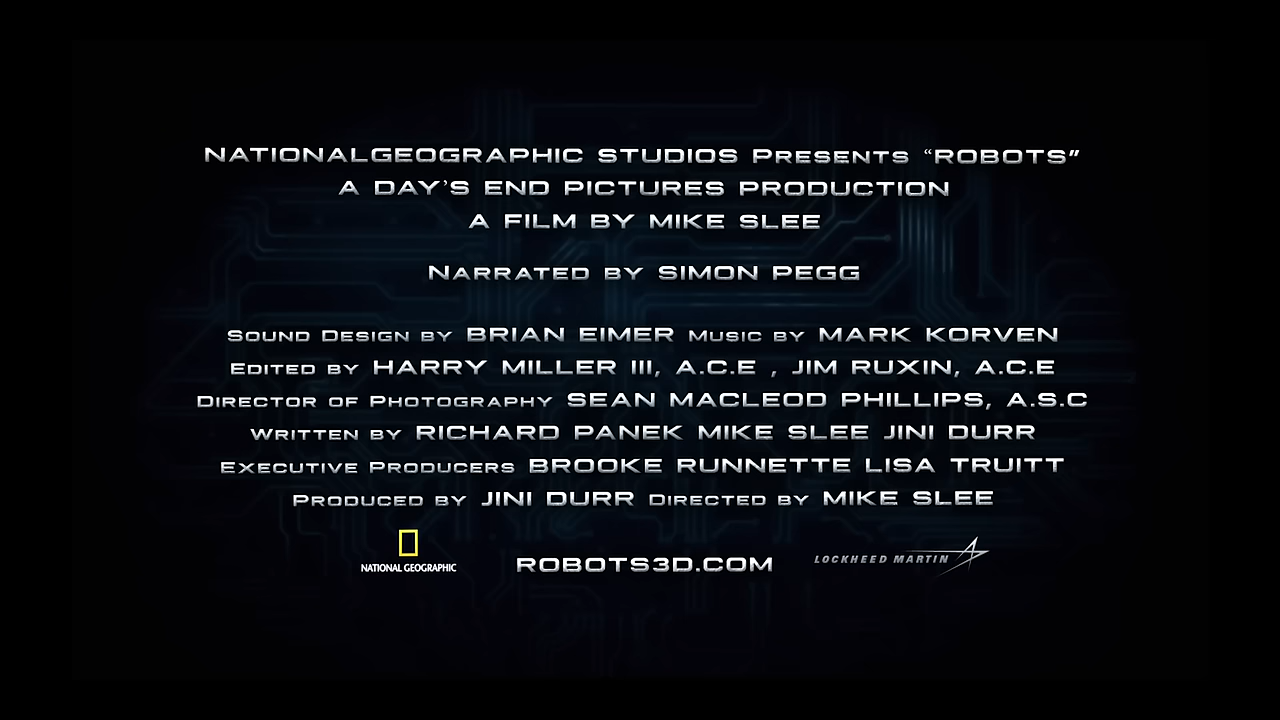 NATIONALGEOGRAPHIC STUDIOS PRESENTS “ROBOTS”
A DAY’S END PICTURES PRODUCTION
A FILM BY MIKE SLEE
NARRATED BY SIMON PEGG
SOUND DESIGN BY BRIAN EIMER MUSIC BY MARK KORVEN
EDITED BY HARRY MILLER III, A.C.E , JIM RUXIN, A.C.E
DIRECTOR OF PHOTOGRAPHY SEAN MACLEOD PHILLIPS, A.S.C
WRITTEN BY RICHARD PANEK MIKE SLEE JINI DURR
EXECUTIVE PRODUCERS BROOKE RUNNETTE LISA TRUITT
PRODUCED BY JINI DURR DIRECTED BY MIKE SLEE
NATIONAL GEOGRAPHIC ROBOTS3D.COM LOCKHEED MARTIN